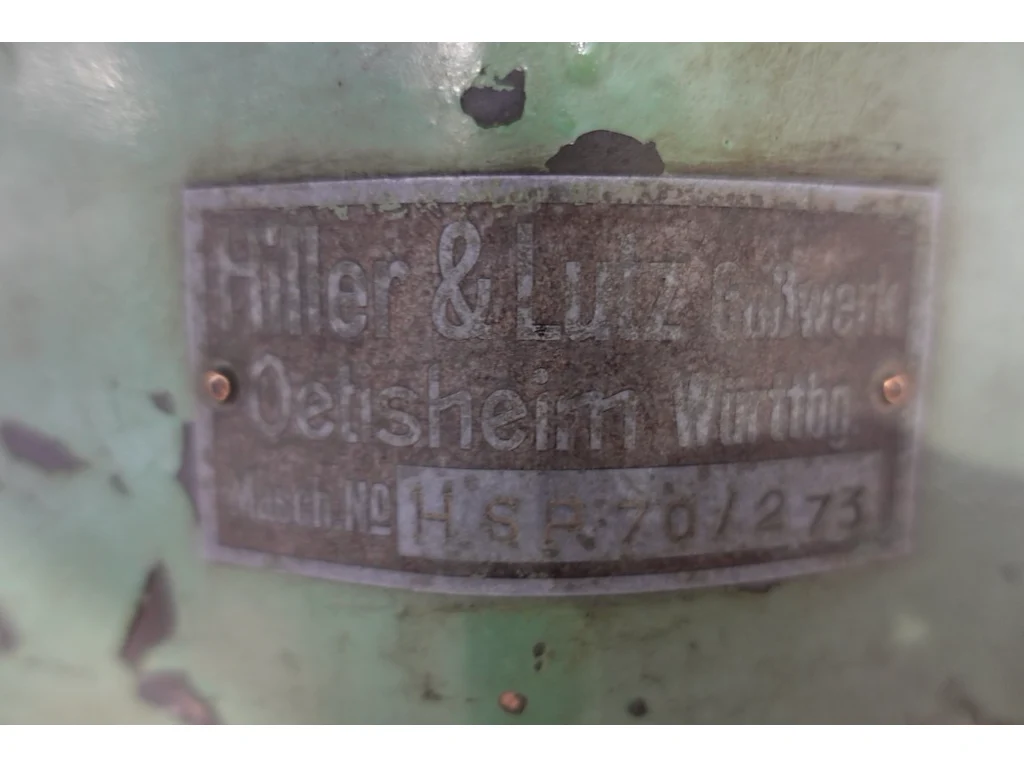 Hiller & Lutz Gußwerk
Oetisheim Württbg
Masch. No HSP 70/273